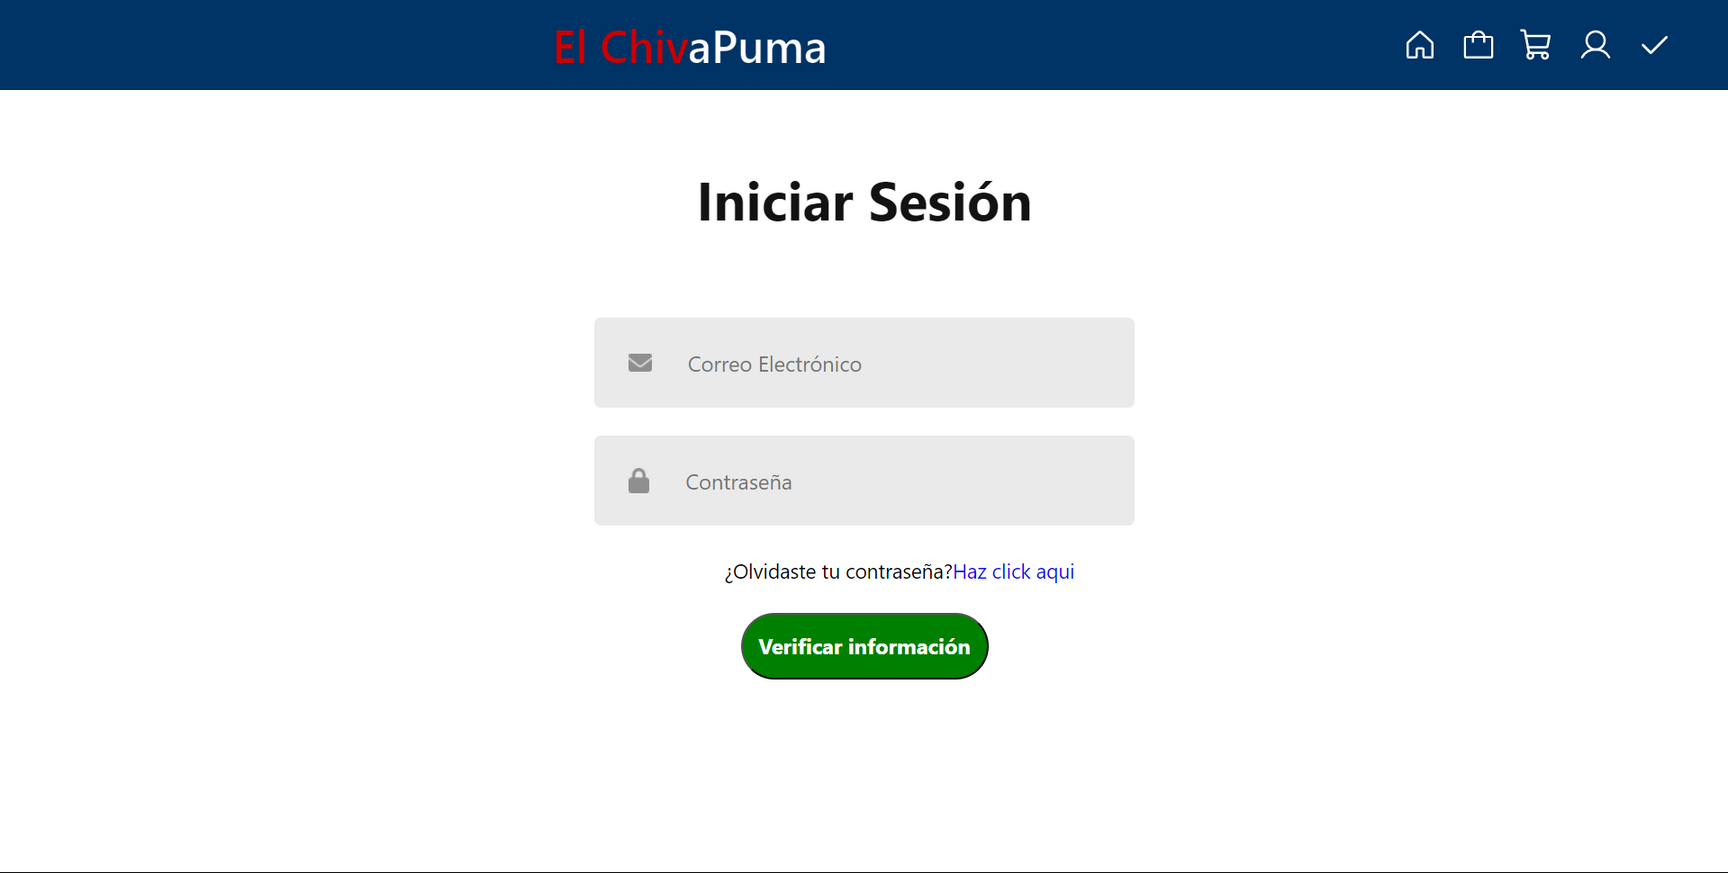 El ChivaPuma
Iniciar Sesión
Correo Electrónico
Contraseña
¿Olvidaste tu contraseña?Haz click aqui
Verificar información